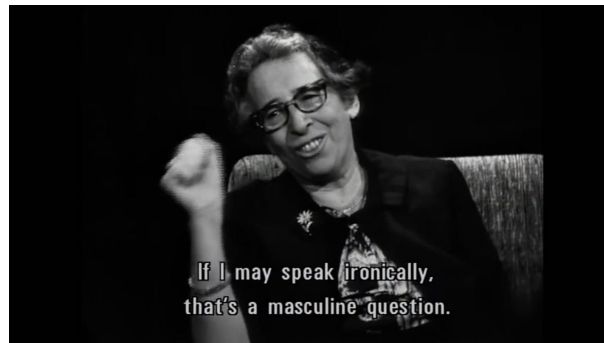 If I may speak ironically,
that's a masculine question.